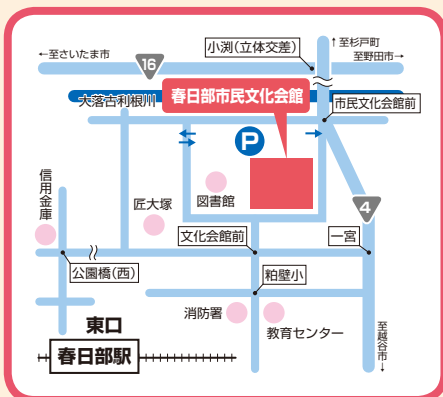 小渕(立体交差)
↑至杉戸町
至野田市→
←至さいたま市
16
大落古利根川
春日部市民文化会館
市民文化会館前
P
信用金庫
匠大塚
図書館
4
文化会館前
一宮
公園橋(西)
粕壁小
消防署
教育センター
東口
春日部駅
至越谷市→